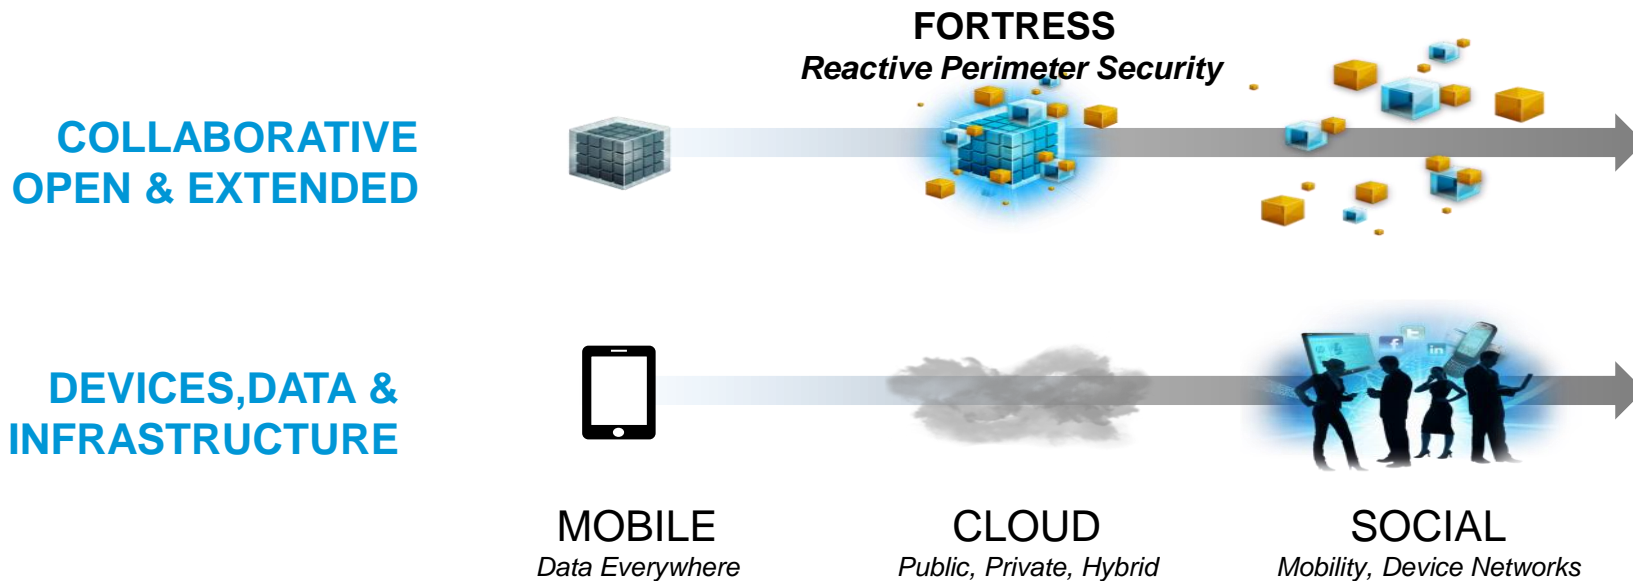 FORTRESS
Reactive Perimeter Security
COLLABORATIVE
OPEN & EXTENDED
DEVICES,DATA &
INFRASTRUCTURE
f
in
MOBILE
Data Everywhere
CLOUD
Public, Private, Hybrid
SOCIAL
Mobility, Device Networks